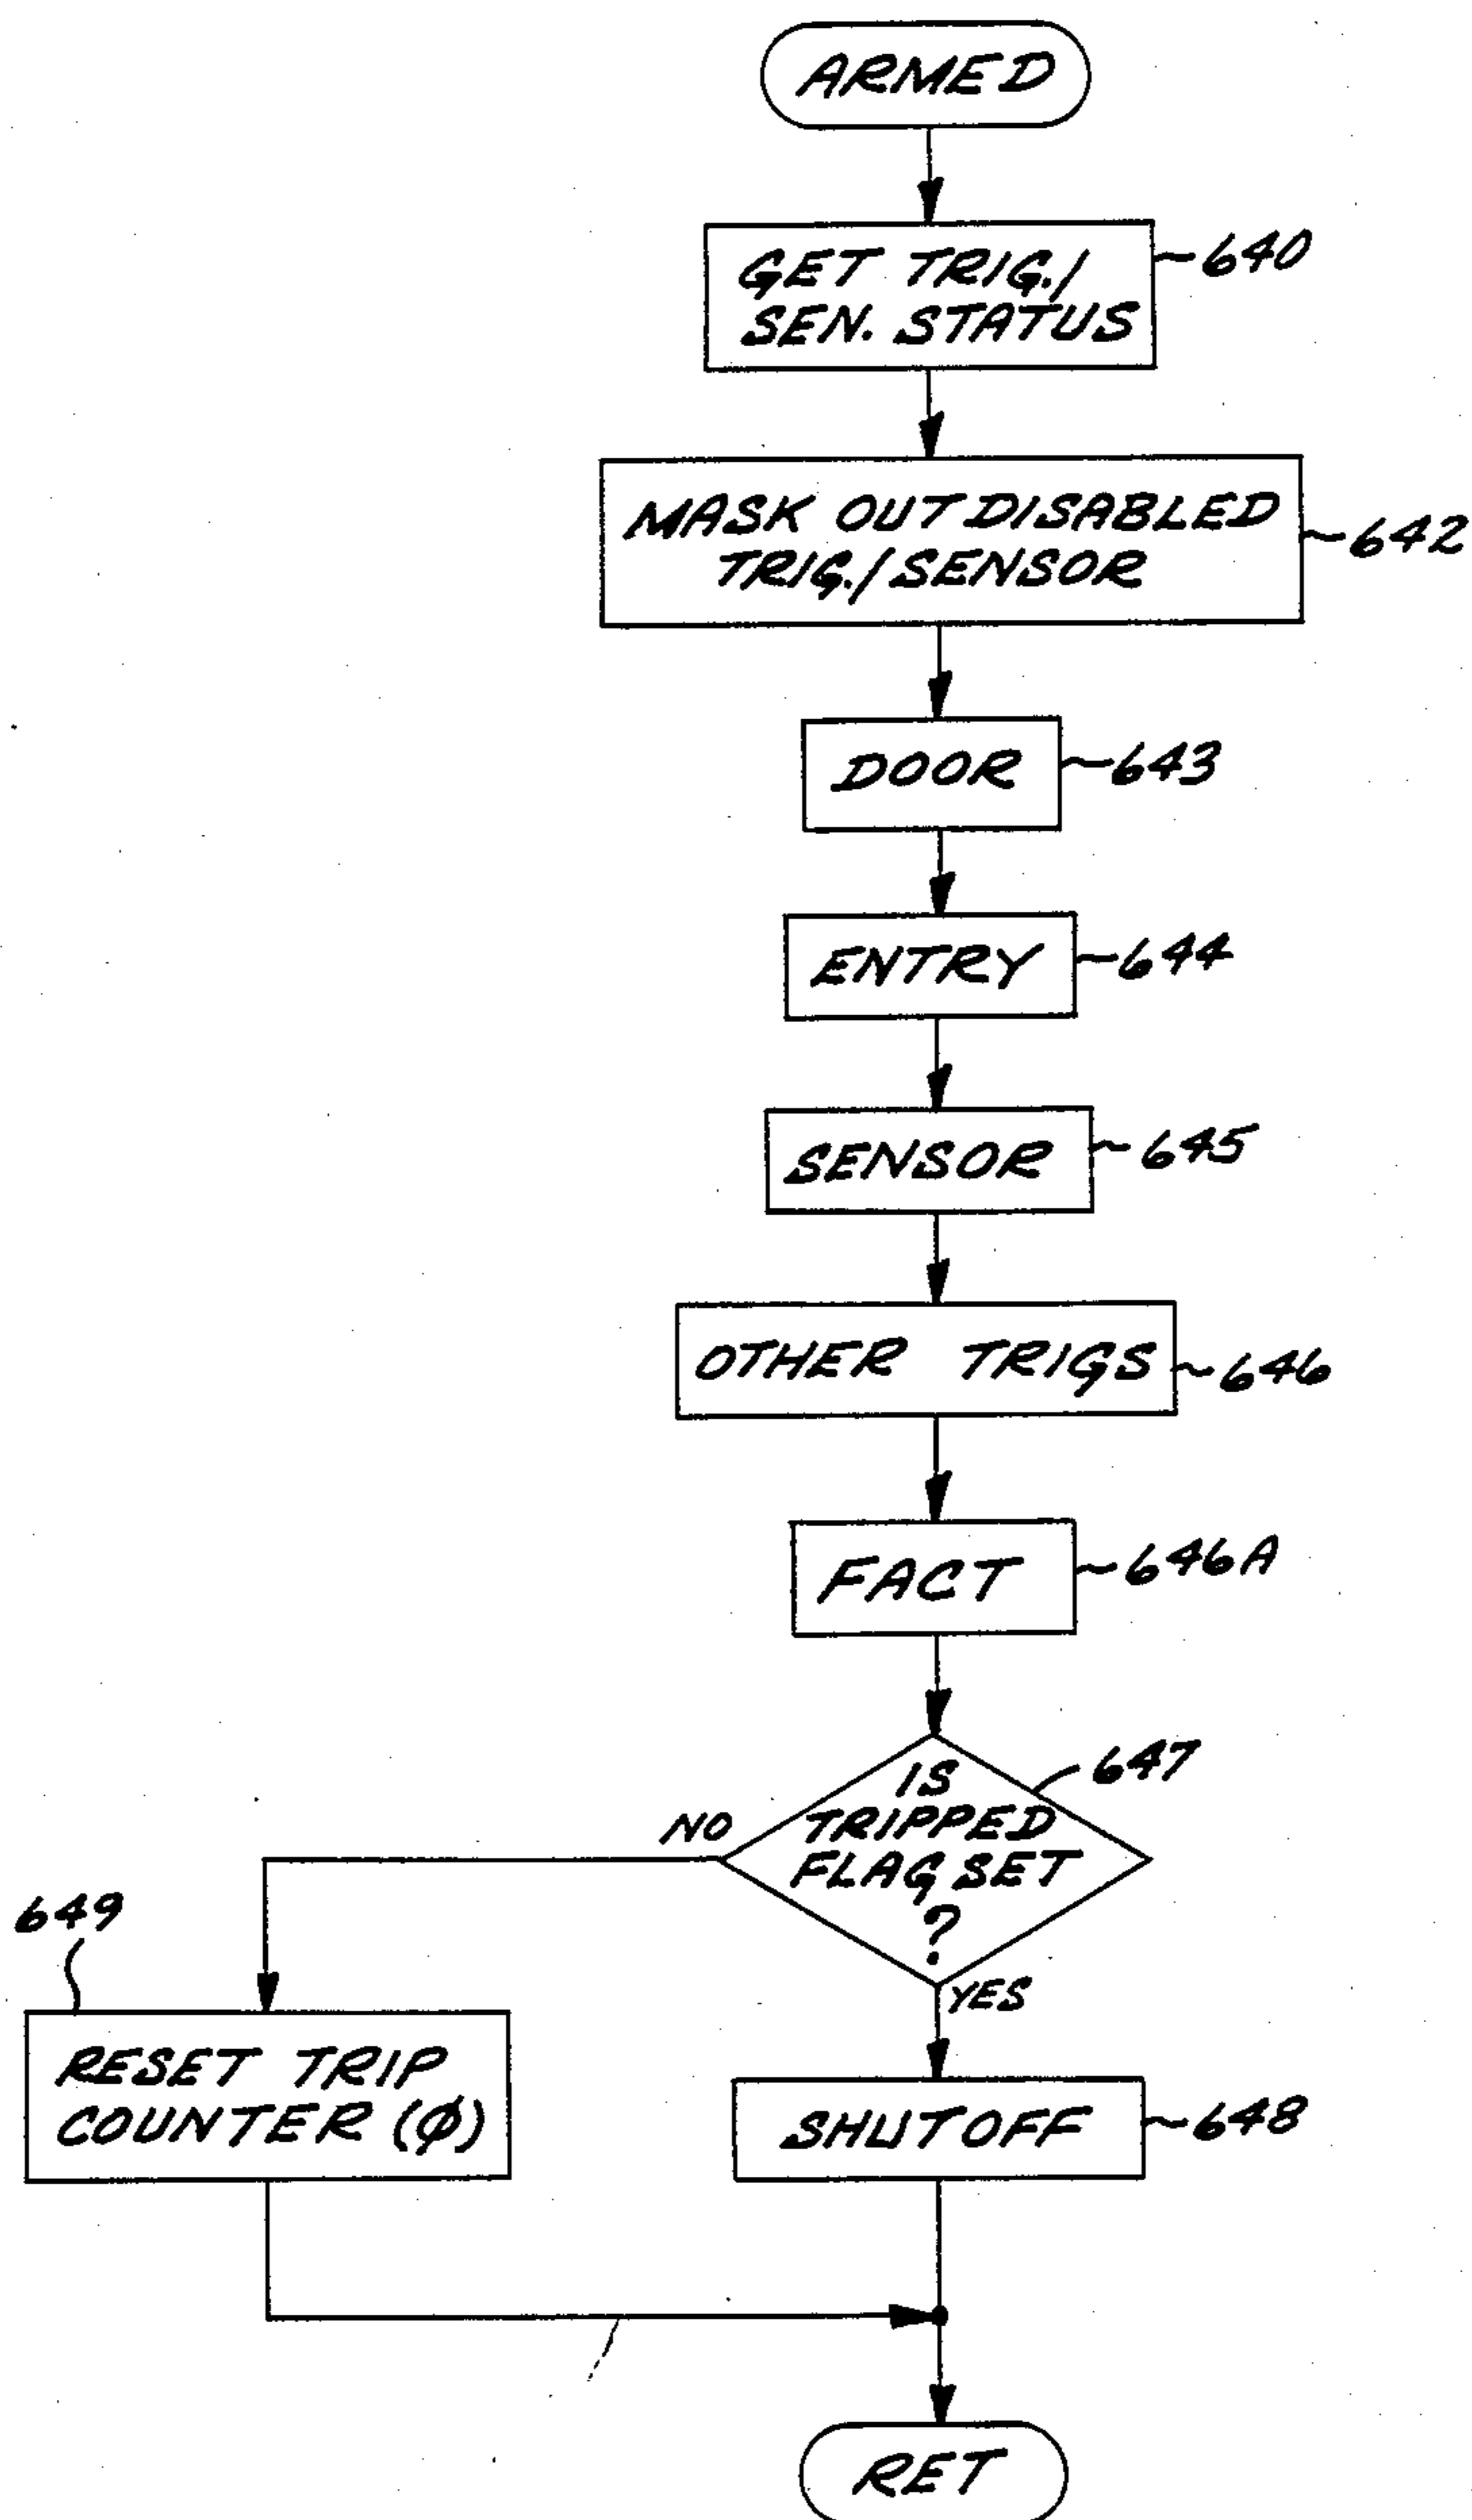 ARMED
GET TRIG./
SEN. STATUS
640
MASK OUT DISABLED
TRIG./SENSOR
642
DOOR
643
ENTRY
644
SENSOR
645
OTHER TRIGS
646
FACT
646A
IS
TRIPPED
FLAG SET
?
647
NO
YES
649
RESET TRIP
COUNTER (Ø)
SHUTOFF
648
RET